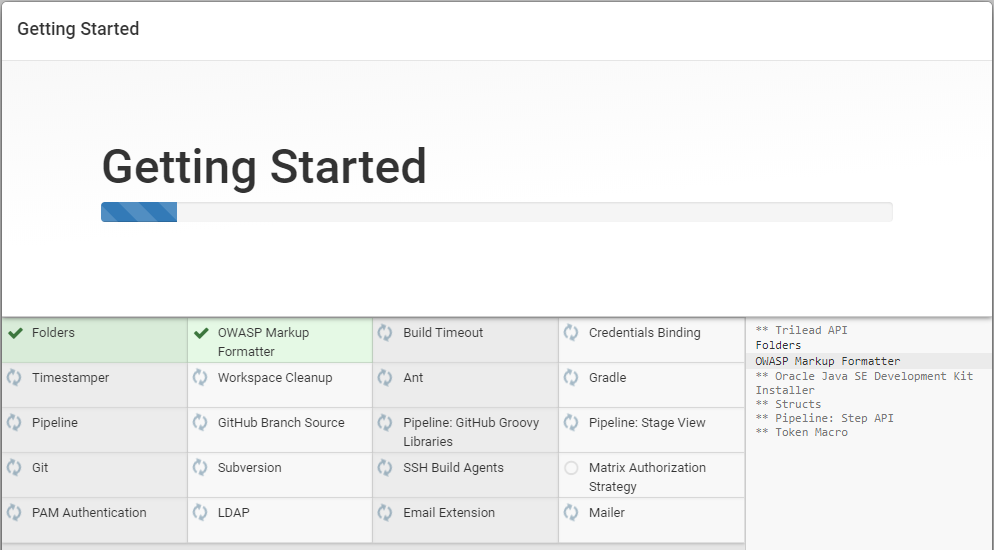 Getting Started
Getting Started
Folders
OWASP Markup
Formatter
Build Timeout
Credentials Binding
Timestamper
Workspace Cleanup
Ant
Gradle
Pipeline
GitHub Branch Source
Pipeline: GitHub Groovy
Libraries
Pipeline: Stage View
Git
Subversion
SSH Build Agents
Matrix Authorization
Strategy
PAM Authentication
LDAP
Email Extension
Mailer
** Trilead API
Folders
OWASP Markup Formatter
** Oracle Java SE Development Kit
Installer
** Structs
** Pipeline: Step API
** Token Macro